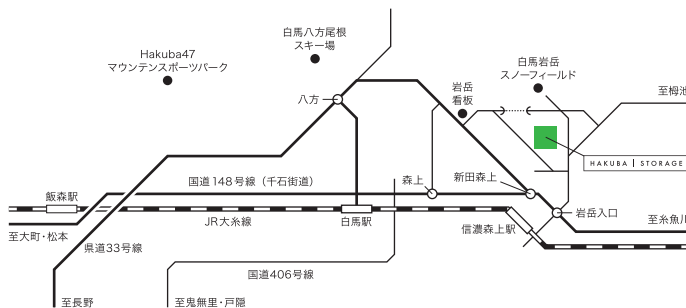 Hakuba47
マウンテンスポーツパーク
白馬八方尾根
スキー場
八方
岩岳
看板
白馬岩岳
スノーフィールド
至栂池
HAKUBA | STORAGE
飯森駅
国道148号線（千石街道）
森上
新田森上
岩岳入口
至大町・松本
県道33号線
JR大糸線
白馬駅
信濃森上駅
至糸魚川
国道406号線
至長野
至鬼無里・戸隠